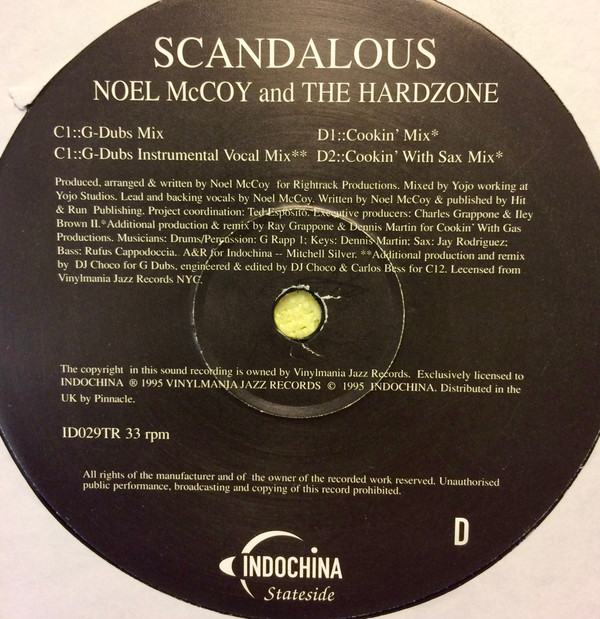 SCANDALOUS
NOEL McCOY and THE HARDZONE
C1::G-Dubs Mix
C1::G-Dubs Instrumental Vocal Mix**
D1::Cookin' Mix*
D2::Cookin' With Sax Mix*
Produced, arranged & written by Noel McCoy for Rightrack Productions. Mixed by Yojo working at
Yojo Studios. Lead and backing vocals by Noel McCoy. Written by Noel McCoy & published by Hit
& Run Publishing. Project coordination: Ted Esposito. Executive producers: Charles Grappone & Iley
Brown II.*Additional production & remix by Ray Grappone & Dennis Martin for Cookin' With Gas
Productions. Musicians: Drums/Percussion: G Rapp 1; Keys: Dennis Martin; Sax: Jay Rodriguez;
Bass: Rufus Cappodoccia. A&R for Indochina -- Mitchell Silver. **Additional production and remix
by DJ Choco for G Dubs, engineered & edited by DJ Choco & Carlos Bess for C12. Lecensed from
Vinylmania Jazz Records NYC.
The copyright in this sound recording is owned by Vinylmania Jazz Records. Exclusively licensed to
INDOCHINA ® 1995 VINYLMANIA JAZZ RECORDS © 1995 INDOCHINA. Distributed in the
UK by Pinnacle.
ID029TR 33 rpm
All rights of the manufacturer and of the owner of the recorded work reserved. Unauthorised
public performance, broadcasting and copying of this record prohibited.
D
INDOCHINA
Stateside